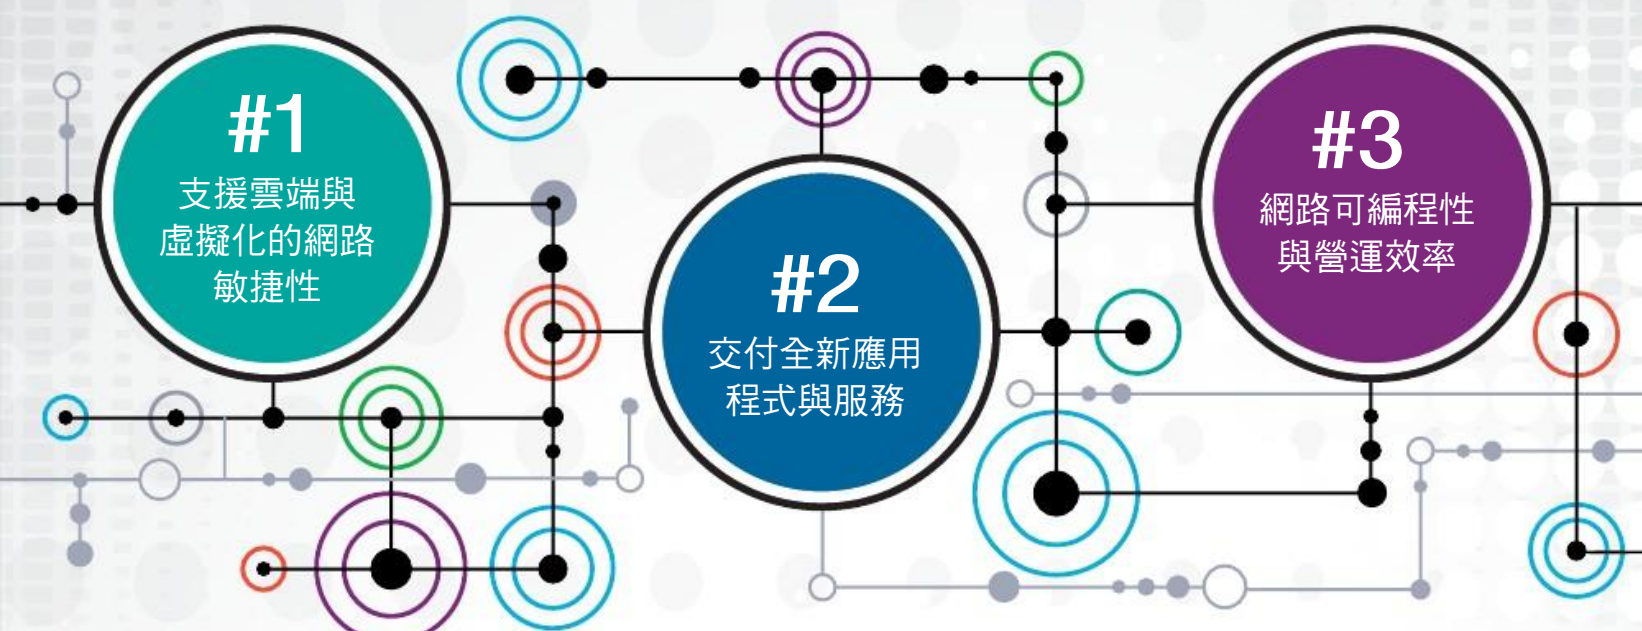 #1
支援雲端與
虛擬化的網路
敏捷性
#2
交付全新應用
程式與服務
#3
網路可編程性
與營運效率